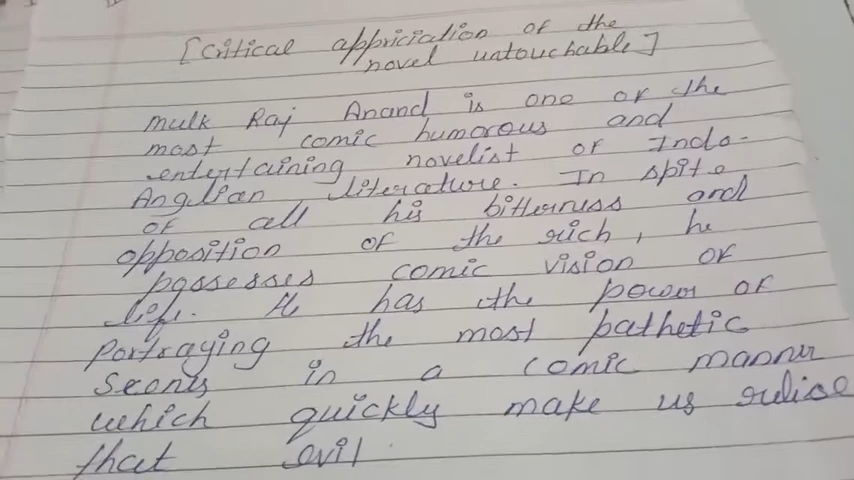 [Critical appriciation of the
novel untouchable]
mulk Raj Anand is one of the
most comic humorous and
entertaining novelist of Indo-
Anglian literature. In spite
of all his bitterness and
opposition of the rich, he
possesses comic vision of
life. He has the power of
Portraying the most pathetic
Scenes in a comic manner
which quickly make us relise
that evil